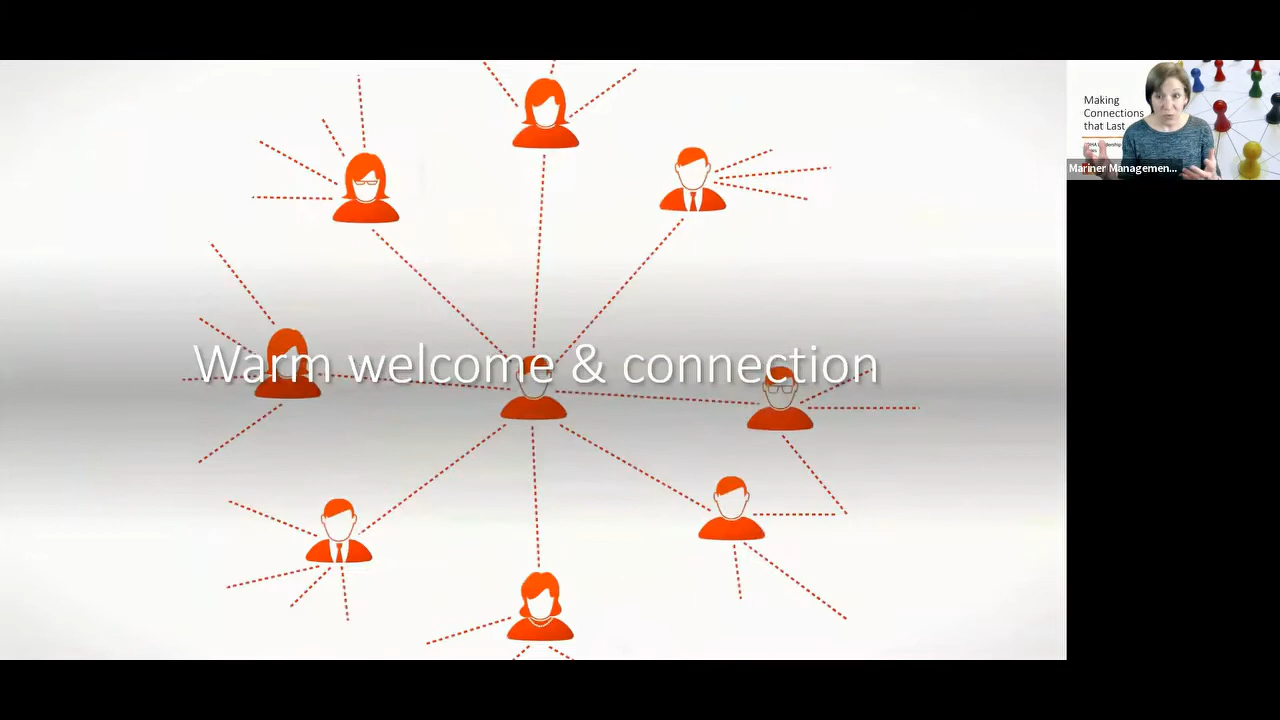 Warm welcome & connection
Making
Connections
that Last
Mariner Managemen...